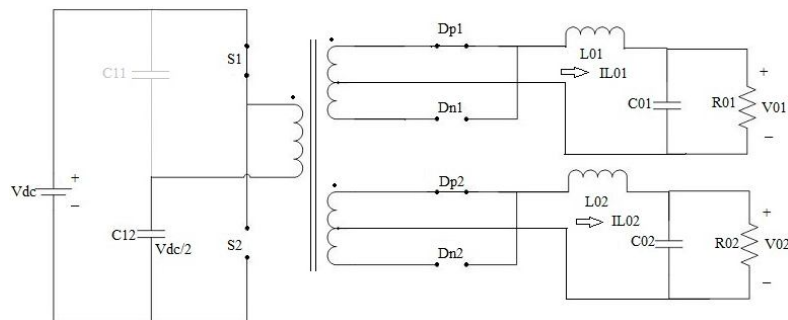 Dp1
S1
L01
C11
IL01
+
C01
R01
V01
Dn1
−
Vdc
+
−
Dp2
C12
Vdc/2
S2
L02
IL02
+
C02
R02
V02
Dn2
−